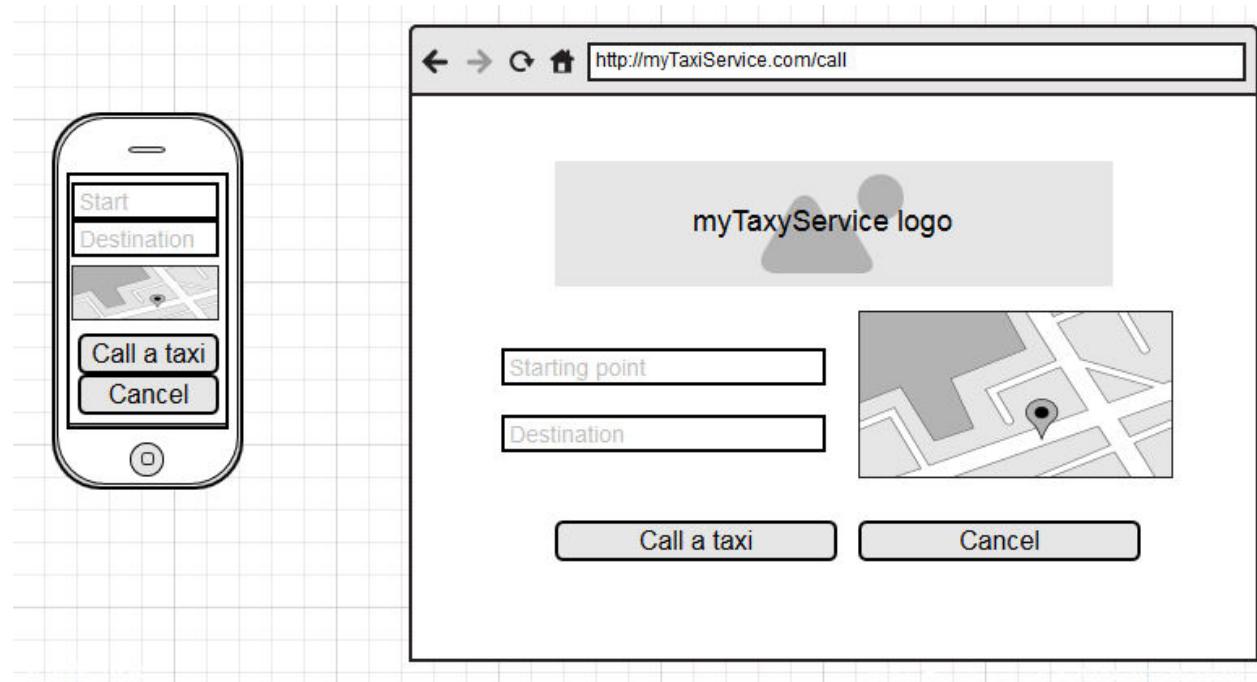 Start
Destination
Call a taxi
Cancel
http://myTaxiService.com/call
myTaxyService logo
Starting point
Destination
Call a taxi
Cancel